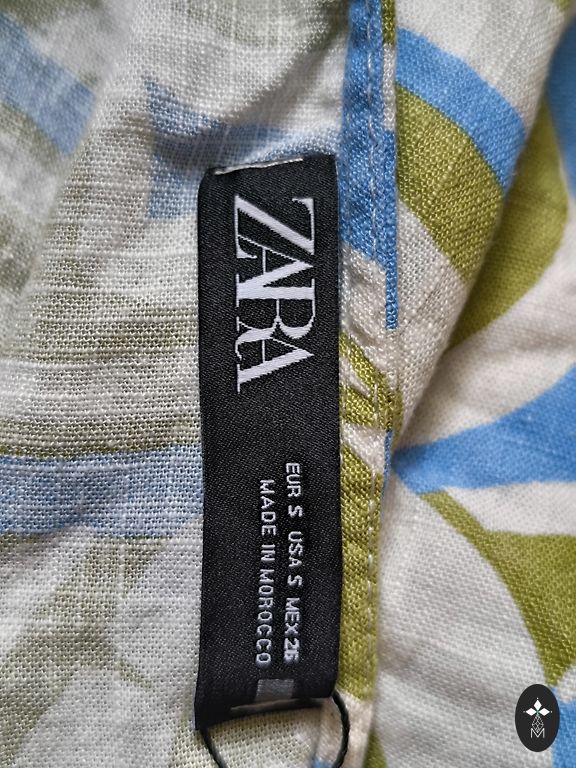 ZARA
EUR S USA S MEX 26
MADE IN MOROCCO